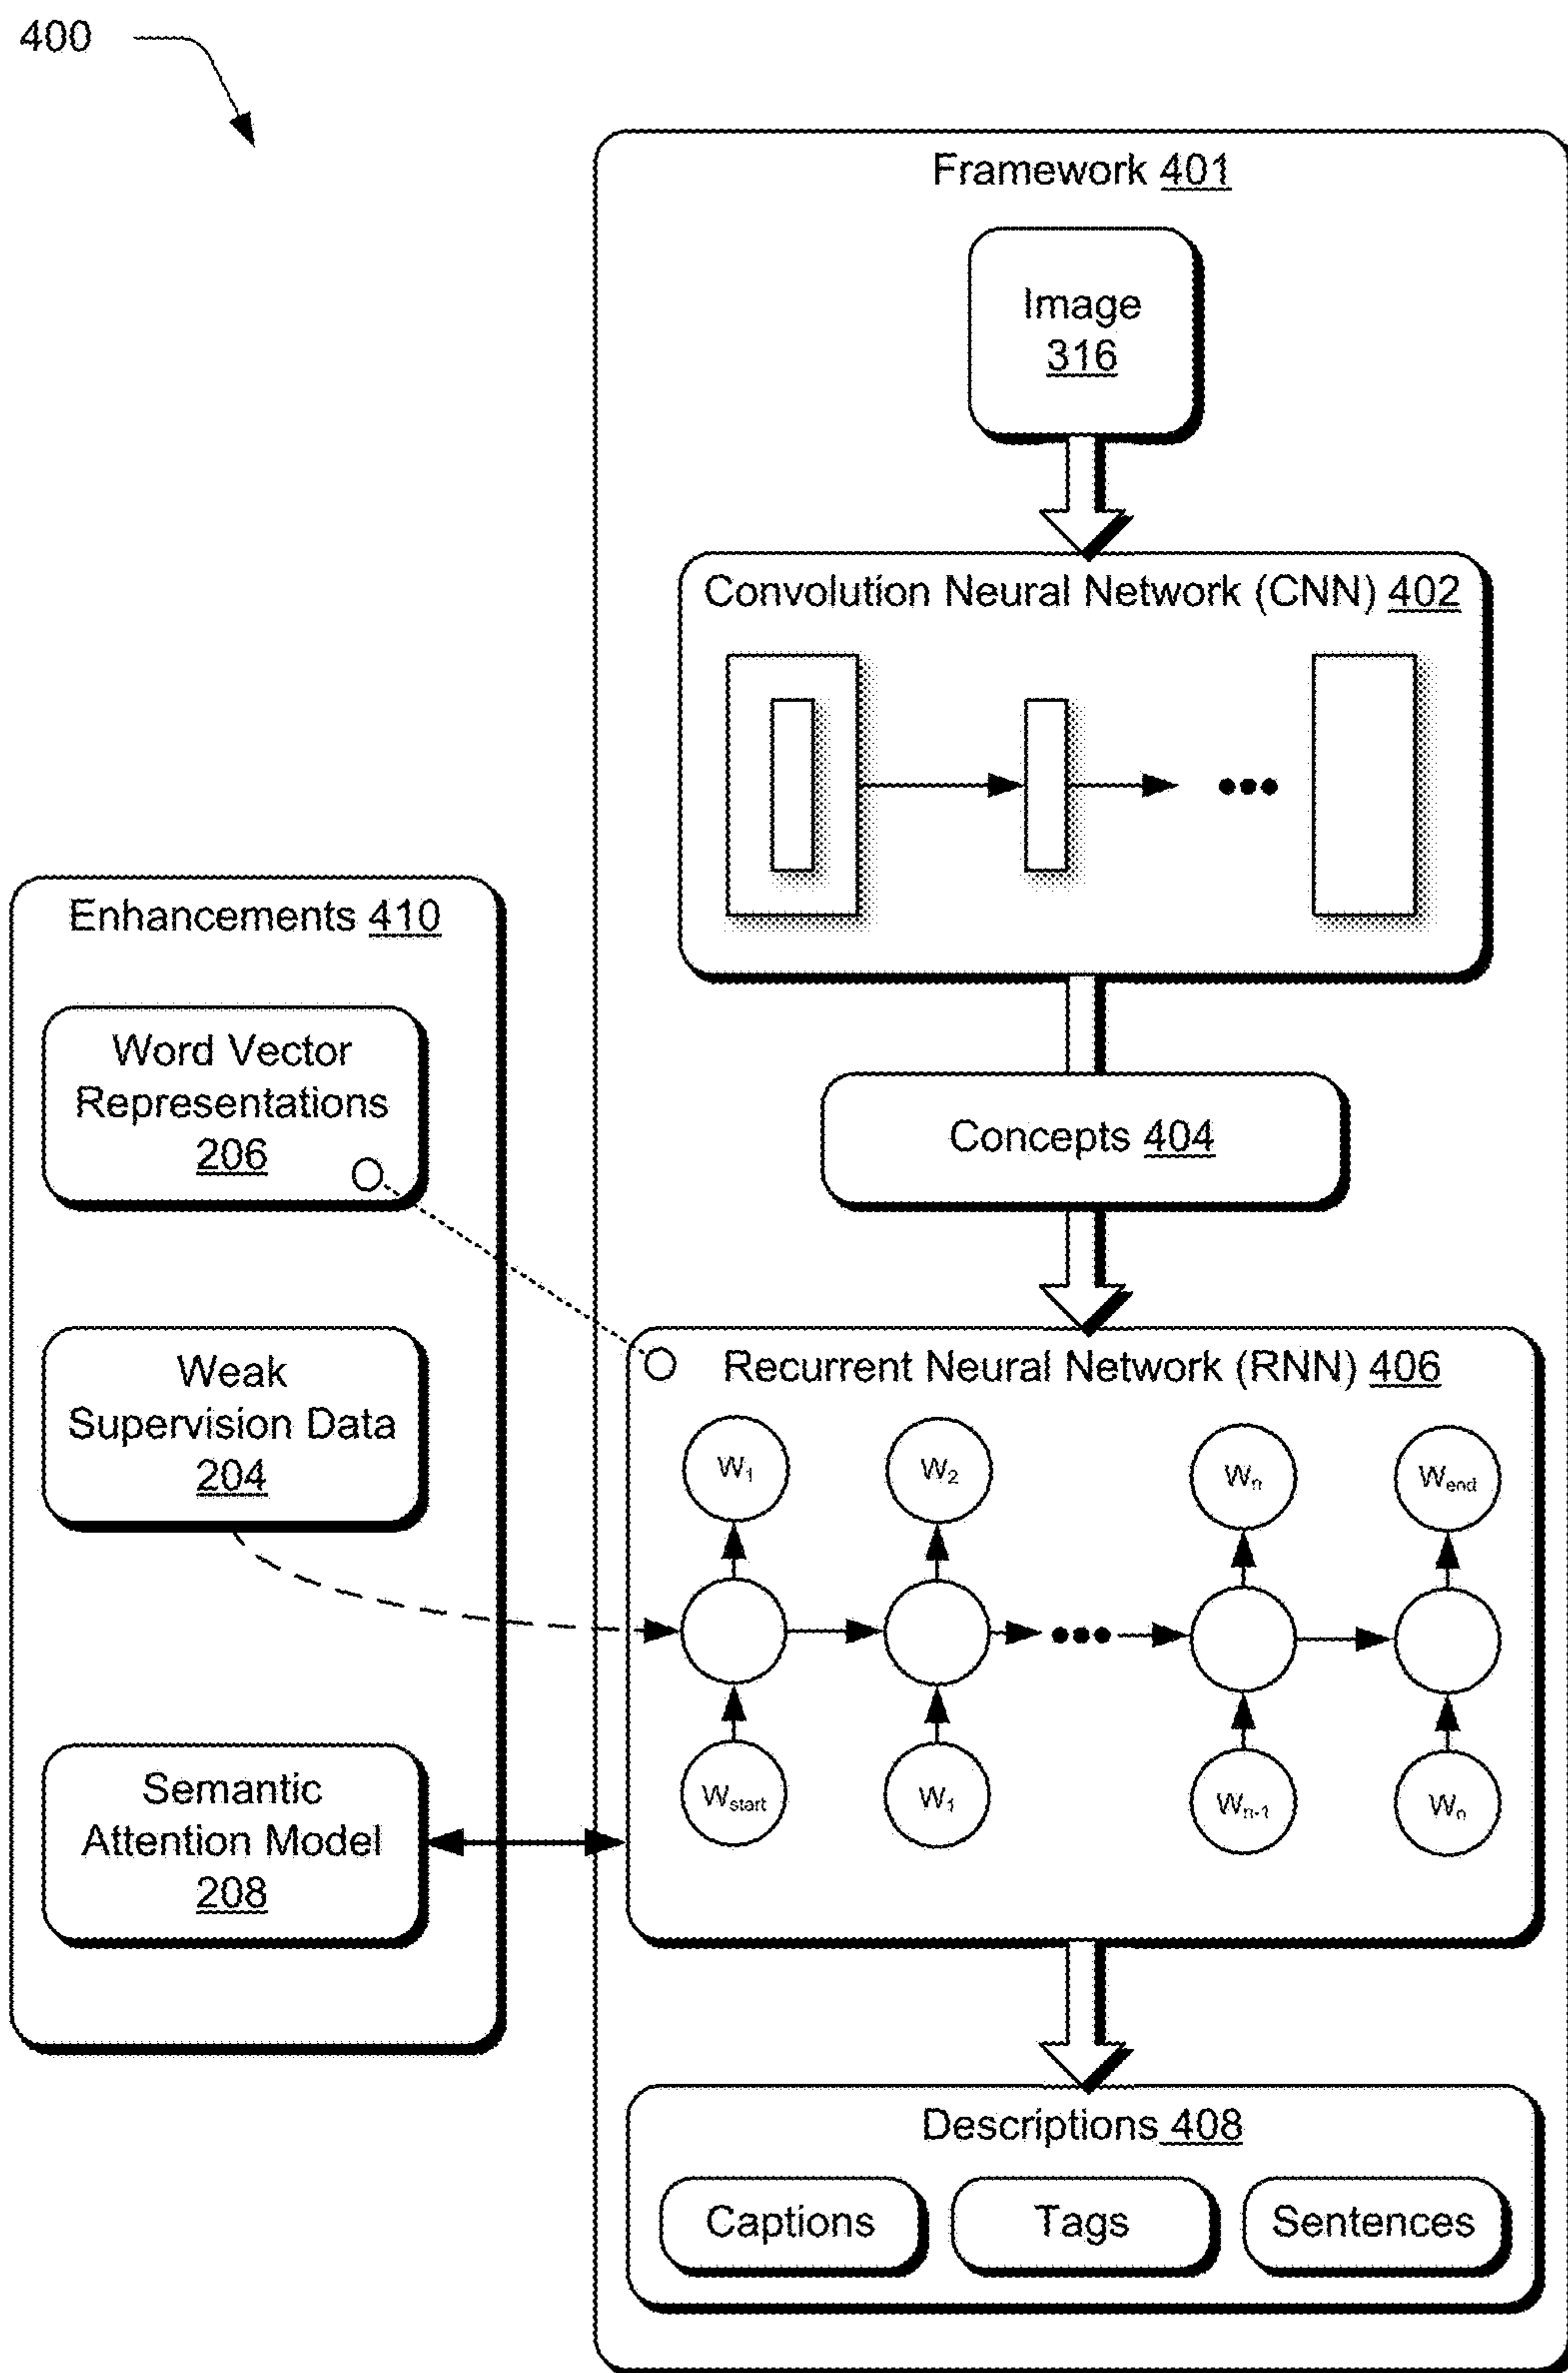 400
Framework 401
Image
316
Convolution Neural Network (CNN) 402
Enhancements 410
Word Vector
Representations
206
Concepts 404
Weak
Supervision Data
204
Recurrent Neural Network (RNN) 406
W₁ W₂ Wₙ Wend
Wstart W₁ Wₙ₋₁ Wₙ
Semantic
Attention Model
208
Descriptions 408
Captions Tags Sentences